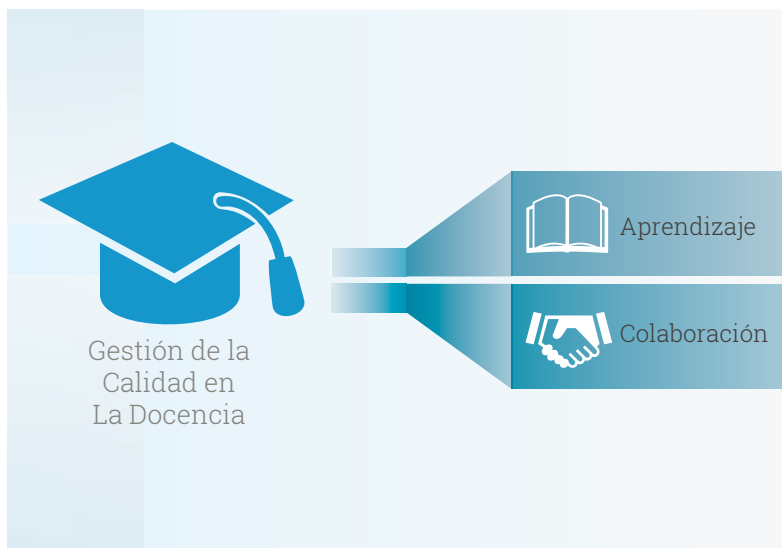 Gestión de la
Calidad en
La Docencia
Aprendizaje
Colaboración